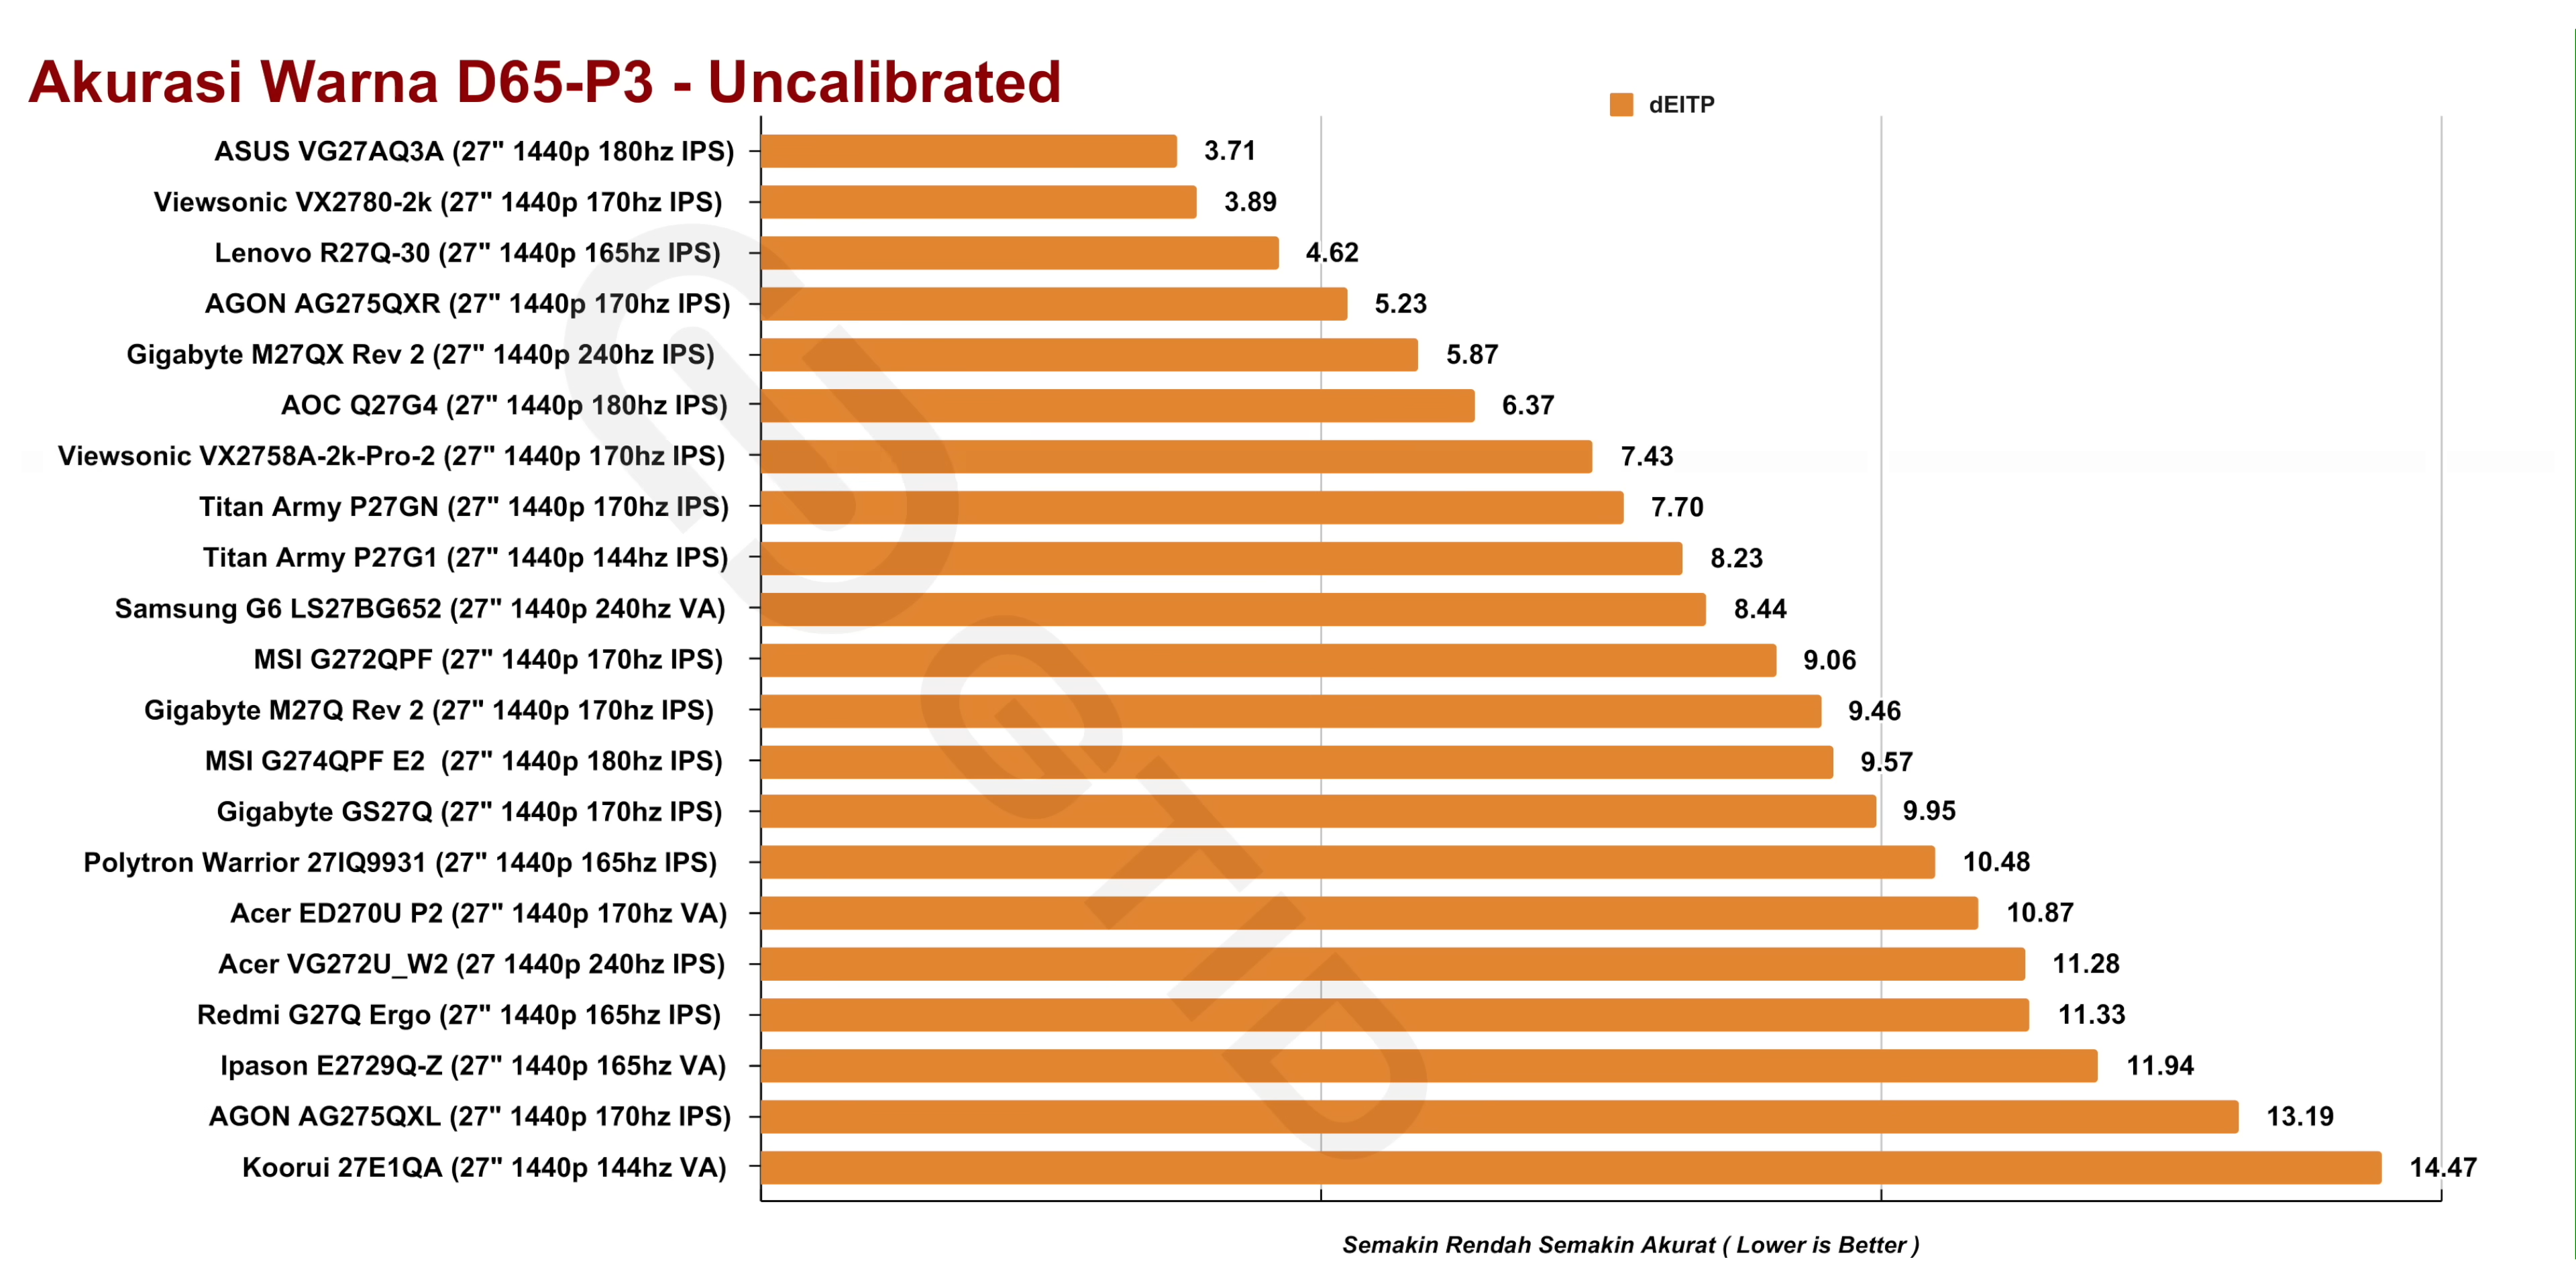 Akurasi Warna D65-P3 - Uncalibrated
dEITP
ASUS VG27AQ3A (27" 1440p 180hz IPS) 3.71
Viewsonic VX2780-2k (27" 1440p 170hz IPS) 3.89
Lenovo R27Q-30 (27" 1440p 165hz IPS) 4.62
AGON AG275QXR (27" 1440p 170hz IPS) 5.23
Gigabyte M27QX Rev 2 (27" 1440p 240hz IPS) 5.87
AOC Q27G4 (27" 1440p 180hz IPS) 6.37
Viewsonic VX2758A-2k-Pro-2 (27" 1440p 170hz IPS) 7.43
Titan Army P27GN (27" 1440p 170hz IPS) 7.70
Titan Army P27G1 (27" 1440p 144hz IPS) 8.23
Samsung G6 LS27BG652 (27" 1440p 240hz VA) 8.44
MSI G272QPF (27" 1440p 170hz IPS) 9.06
Gigabyte M27Q Rev 2 (27" 1440p 170hz IPS) 9.46
MSI G274QPF E2  (27" 1440p 180hz IPS) 9.57
Gigabyte GS27Q (27" 1440p 170hz IPS) 9.95
Polytron Warrior 27IQ9931 (27" 1440p 165hz IPS) 10.48
Acer ED270U P2 (27" 1440p 170hz VA) 10.87
Acer VG272U_W2 (27 1440p 240hz IPS) 11.28
Redmi G27Q Ergo (27" 1440p 165hz IPS) 11.33
Ipason E2729Q-Z (27" 1440p 165hz VA) 11.94
AGON AG275QXL (27" 1440p 170hz IPS) 13.19
Koorui 27E1QA (27" 1440p 144hz VA) 14.47
Semakin Rendah Semakin Akurat ( Lower is Better )
GTID